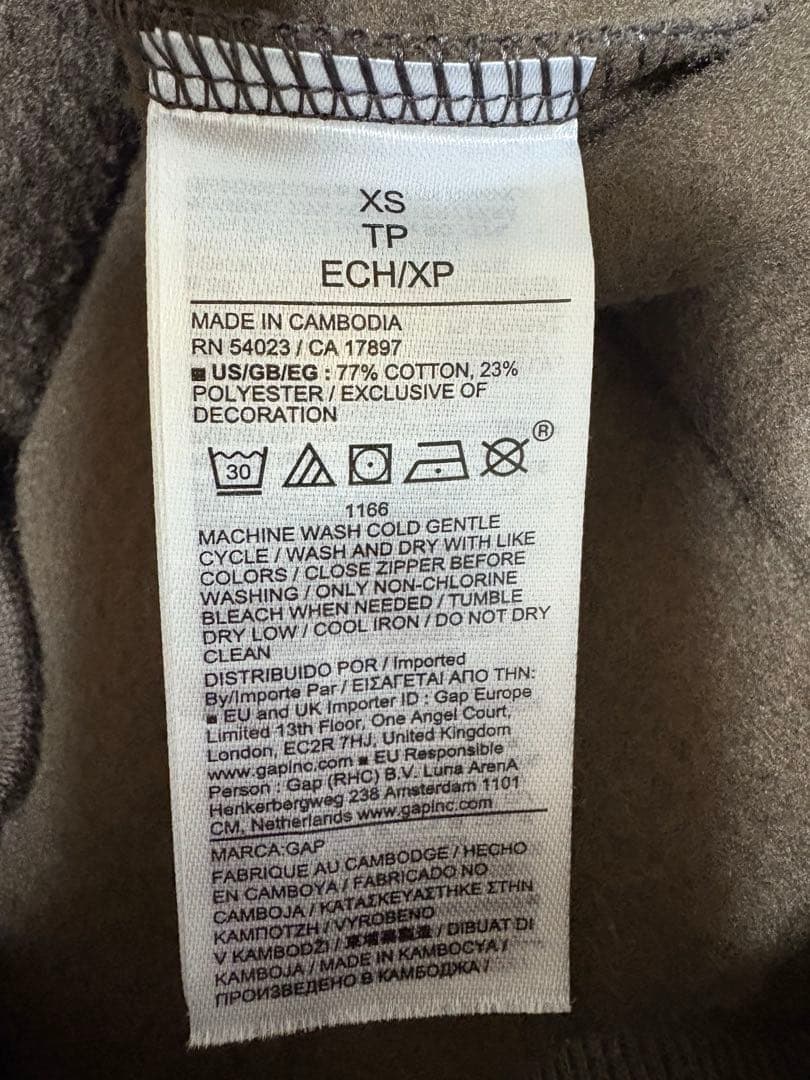 XS
TP
ECH/XP
MADE IN CAMBODIA
RN 54023 / CA 17897
■ US/GB/EG : 77% COTTON, 23%
POLYESTER / EXCLUSIVE OF
DECORATION
30
®
1166
MACHINE WASH COLD GENTLE
CYCLE / WASH AND DRY WITH LIKE
COLORS / CLOSE ZIPPER BEFORE
WASHING / ONLY NON-CHLORINE
BLEACH WHEN NEEDED / TUMBLE
DRY LOW / COOL IRON / DO NOT DRY
CLEAN
DISTRIBUIDO POR / Imported
By/Importe Par / ΕΙΣΑΓΕΤΑΙ ΑΠΟ ΤΗΝ:
■ EU and UK Importer ID : Gap Europe
Limited 13th Floor, One Angel Court,
London, EC2R 7HJ, United Kingdom
www.gapinc.com ■ EU Responsible
Person : Gap (RHC) B.V. Luna ArenA
Herikerbergweg 238 Amsterdam 1101
CM, Netherlands www.gapinc.com
MARCA:GAP
FABRIQUE AU CAMBODGE / HECHO
EN CAMBOYA / FABRICADO NO
CAMBOJA / ΚΑΤΑΣΚΕΥΑΣΤΗΚΕ ΣΤΗΝ
ΚΑΜΠΟΤΖΗ / VYROBENO
V KAMBODŽI / 柬埔寨製造 / DIBUAT DI
KAMBOJA / MADE IN KAMBOCYA /
ПРОИЗВЕДЕНО В КАМБОДЖА /